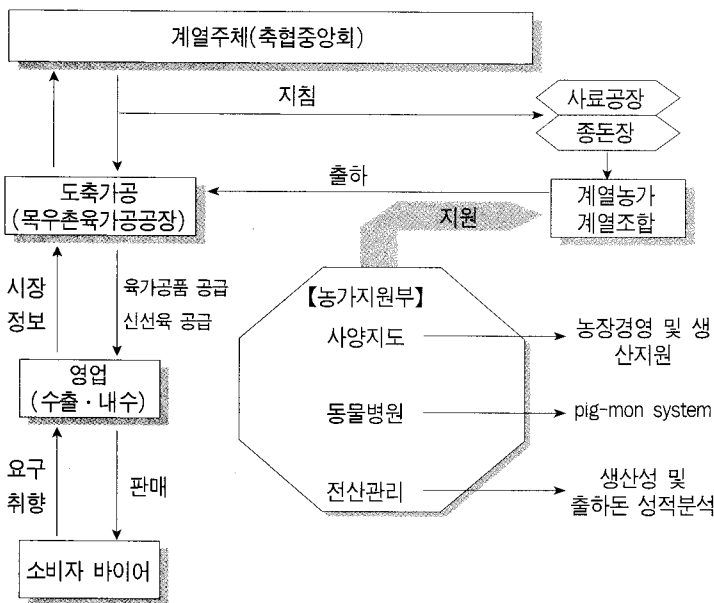 계열주체(축협중앙회)
지침
사료공장
종돈장
출하
도축가공
(목우촌육가공공장)
계열농가
계열조합
지원
시장
정보
육가공품 공급
신선육 공급
【농가지원부】
사양지도
농장경영 및 생
산지원
영업
(수출·내수)
동물병원
pig-mon system
요구
취향
판매
전산관리
생산성 및
출하돈 성적분석
소비자 바이어